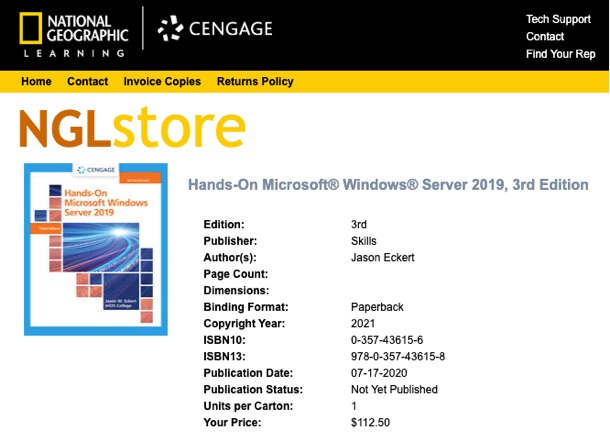 NATIONAL
GEOGRAPHIC
LEARNING
CENGAGE
Tech Support
Contact
Find Your Rep
Home Contact Invoice Copies Returns Policy
NGLstore
CENGAGE
Hands-On
Microsoft Windows
Server 2019
Third Edition
Jason W. Eckert
Hands-On Microsoft® Windows® Server 2019, 3rd Edition
Edition: 3rd
Publisher: Skills
Author(s): Jason Eckert
Page Count:
Dimensions:
Binding Format: Paperback
Copyright Year: 2021
ISBN10: 0-357-43615-6
ISBN13: 978-0-357-43615-8
Publication Date: 07-17-2020
Publication Status: Not Yet Published
Units per Carton: 1
Your Price: $112.50